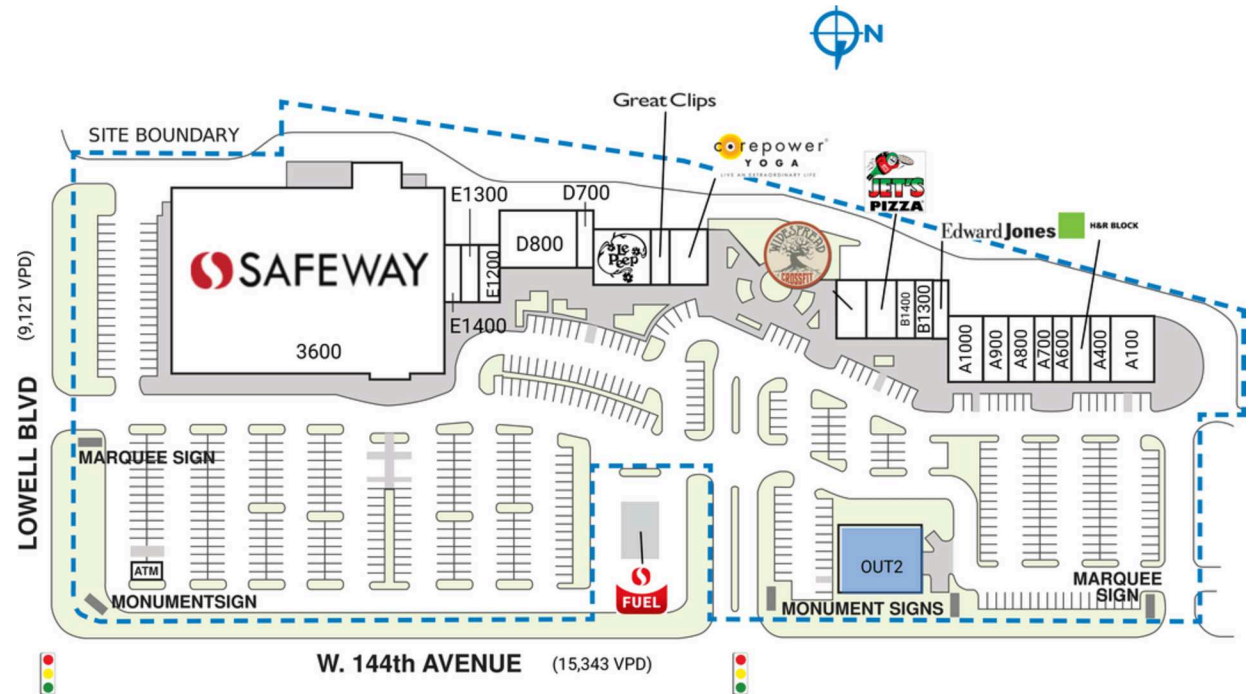 N
Great Clips
corepower®
YOGA
LIVE AN EXTRAORDINARY LIFE
SITE BOUNDARY
JET'S
PIZZA
E1300
D700
WIDESPREAD
CROSSFIT
Edward Jones
H&R BLOCK
D800
le
Peep
SAFEWAY
E1200
E1400
B1400
B1300
3600
A1000
A900
A800
A700
A600
A400
A100
(9,121 VPD)
LOWELL BLVD
MARQUEE SIGN
ATM
MONUMENTSIGN
FUEL
OUT2
MONUMENT SIGNS
MARQUEE
SIGN
W. 144th AVENUE
(15,343 VPD)